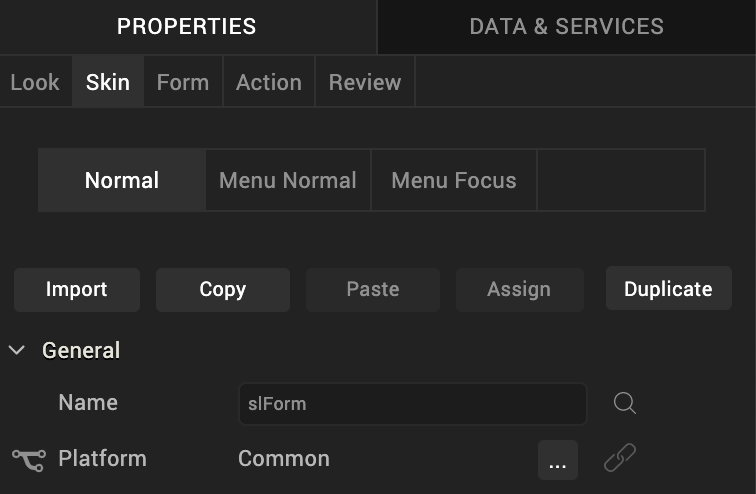 PROPERTIES DATA & SERVICES
Look Skin Form Action Review
Normal Menu Normal Menu Focus
Import Copy Paste Assign Duplicate
General
Name slForm
Platform Common ...